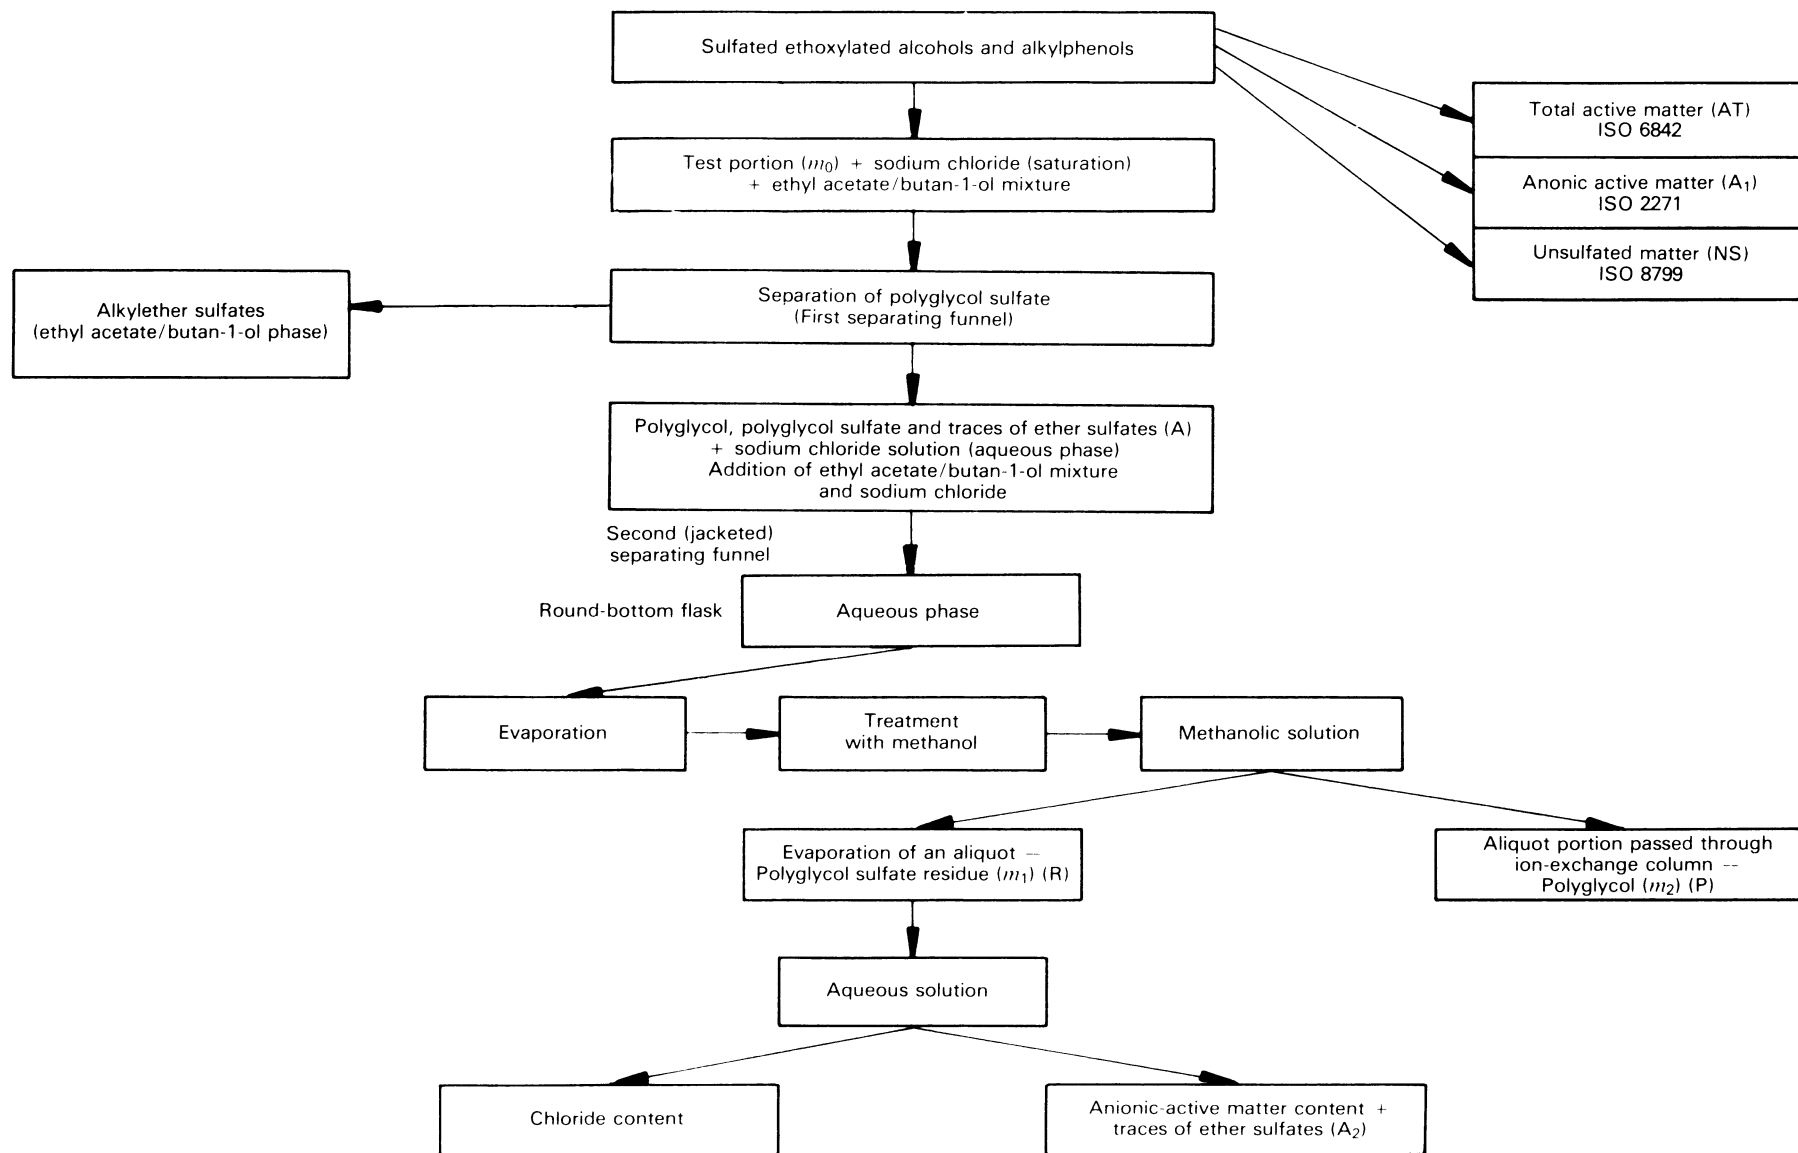 Sulfated ethoxylated alcohols and alkylphenols
Total active matter (AT)
ISO 6842
Test portion (m0) + sodium chloride (saturation)
+ ethyl acetate/butan-1-ol mixture
Anonic active matter (A1)
ISO 2271
Unsulfated matter (NS)
ISO 8799
Alkylether sulfates
(ethyl acetate/butan-1-ol phase)
Separation of polyglycol sulfate
(First separating funnel)
Polyglycol, polyglycol sulfate and traces of ether sulfates (A)
+ sodium chloride solution (aqueous phase)
Addition of ethyl acetate/butan-1-ol mixture
and sodium chloride
Second (jacketed)
separating funnel
Round-bottom flask
Aqueous phase
Evaporation
Treatment
with methanol
Methanolic solution
Evaporation of an aliquot —
Polyglycol sulfate residue (m1) (R)
Aliquot portion passed through
ion-exchange column —
Polyglycol (m2) (P)
Aqueous solution
Chloride content
Anionic-active matter content +
traces of ether sulfates (A2)